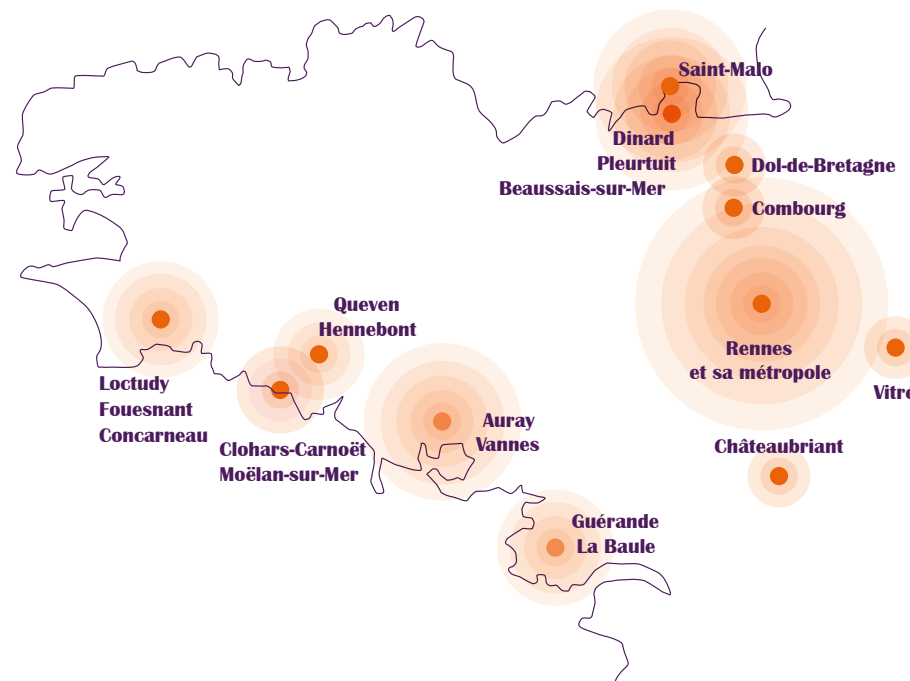 Saint-Malo
Dinard
Pleurtuit
Beaussais-sur-Mer
Dol-de-Bretagne
Combourg
Queven
Hennebont
Rennes
et sa métropole
Vitré
Loctudy
Fouesnant
Concarneau
Auray
Vannes
Clohars-Carnoët
Moëlan-sur-Mer
Châteaubriant
Guérande
La Baule